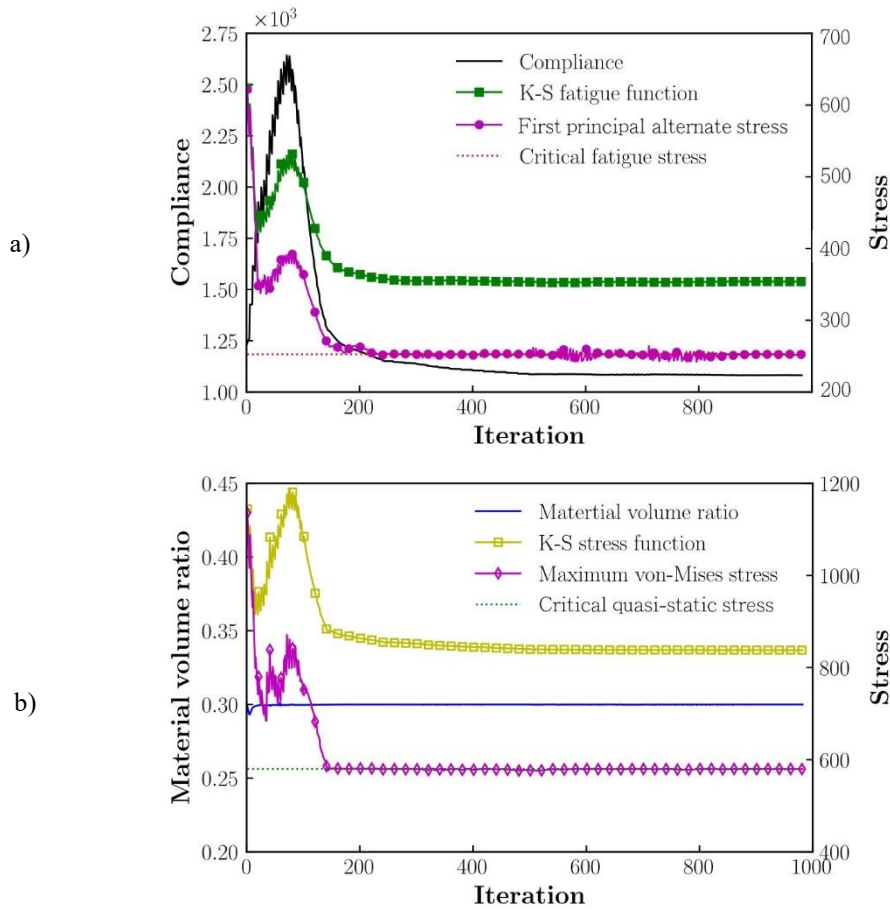 a)
×10³
2.75
2.50
2.25
2.00
1.75
1.50
1.25
1.00
Compliance
700
600
500
400
300
200
Stress
Compliance
K-S fatigue function
First principal alternate stress
Critical fatigue stress
0
200
400
600
800
Iteration
b)
0.45
0.40
0.35
0.30
0.25
0.20
Material volume ratio
1200
1000
800
600
400
Stress
Matertial volume ratio
K-S stress function
Maximum von-Mises stress
Critical quasi-static stress
0
200
400
600
800
1000
Iteration